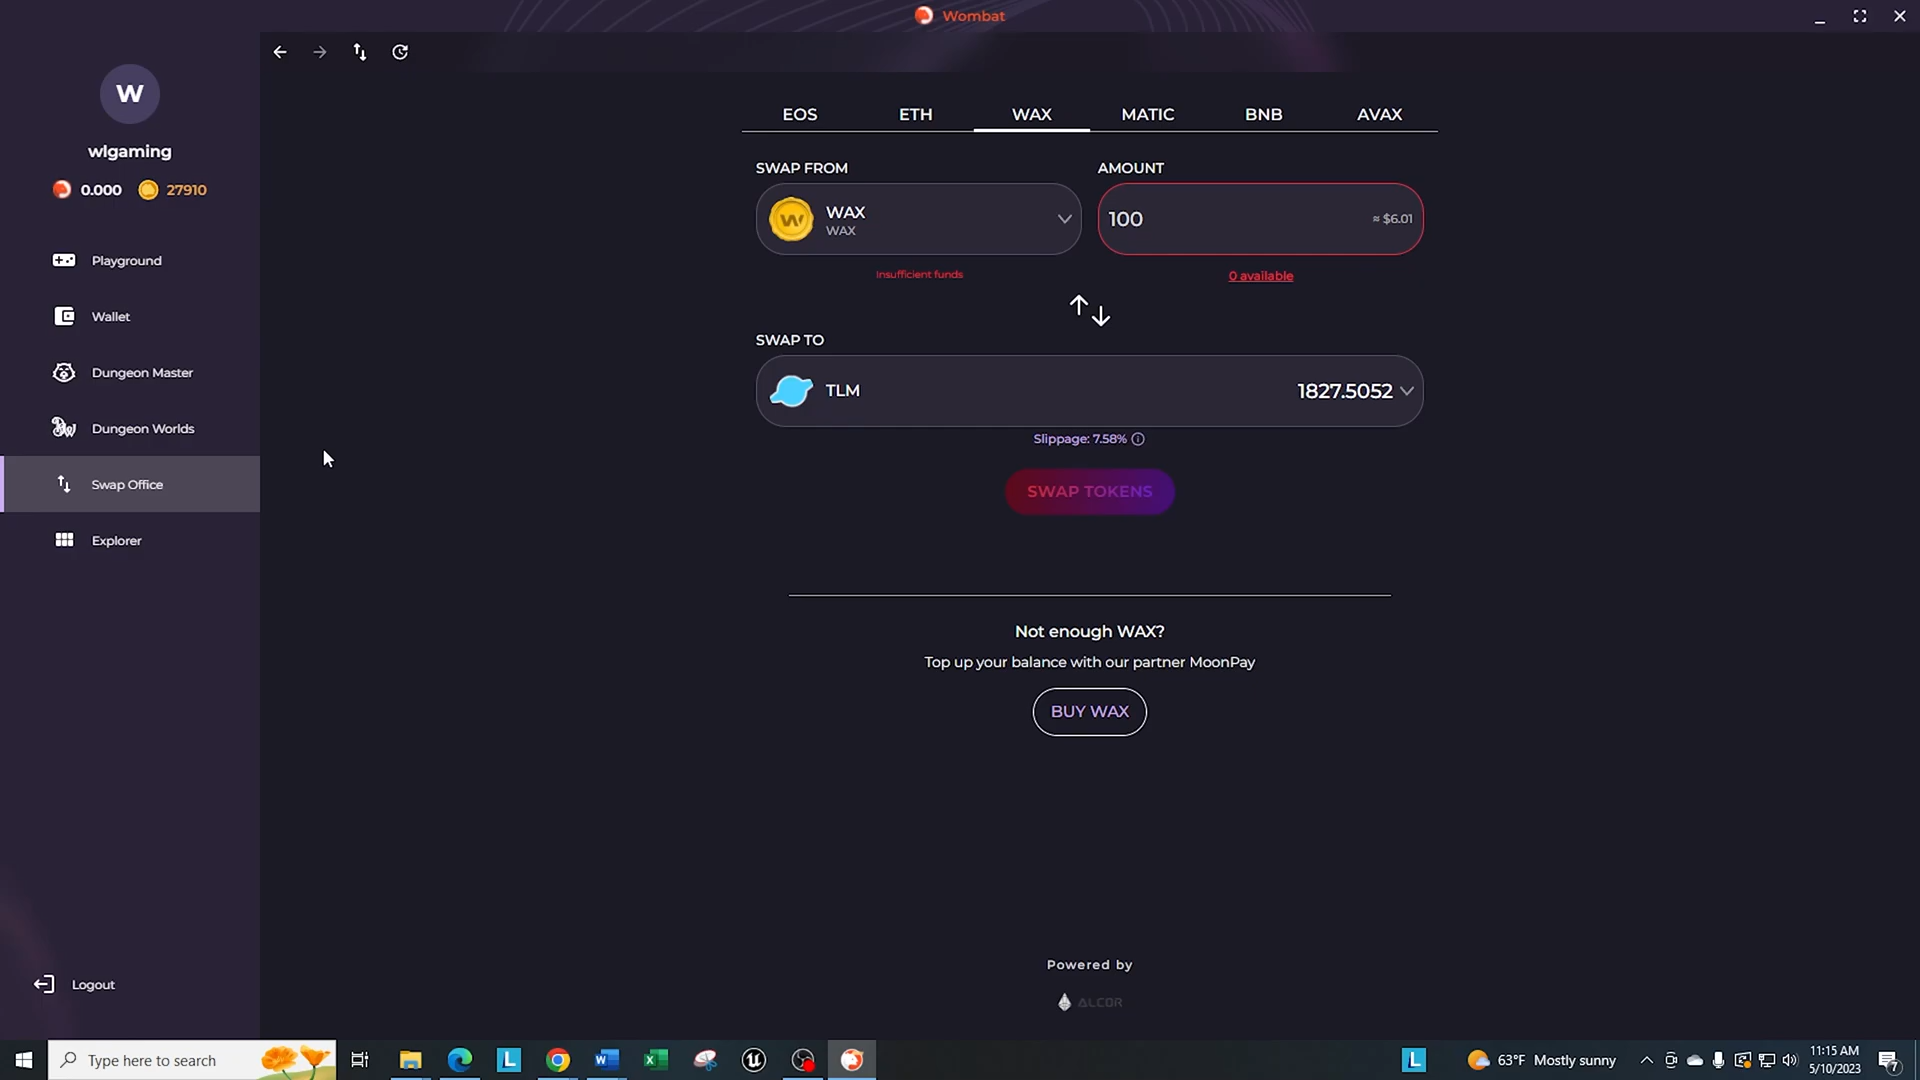 Wombat
W
wlgaming
0.000 27910
Playground
Wallet
Dungeon Master
Dungeon Worlds
Swap Office
Explorer
Logout
EOS ETH WAX MATIC BNB AVAX
SWAP FROM AMOUNT
WAX
WAX
100 ≈ $6.01
Insufficient funds 0 available
SWAP TO
TLM 1827.5052
Slippage: 7.58%
SWAP TOKENS
Not enough WAX?
Top up your balance with our partner MoonPay
BUY WAX
Powered by
ALCOR
Type here to search
L
L
63°F Mostly sunny
11:15 AM
5/10/2023
7